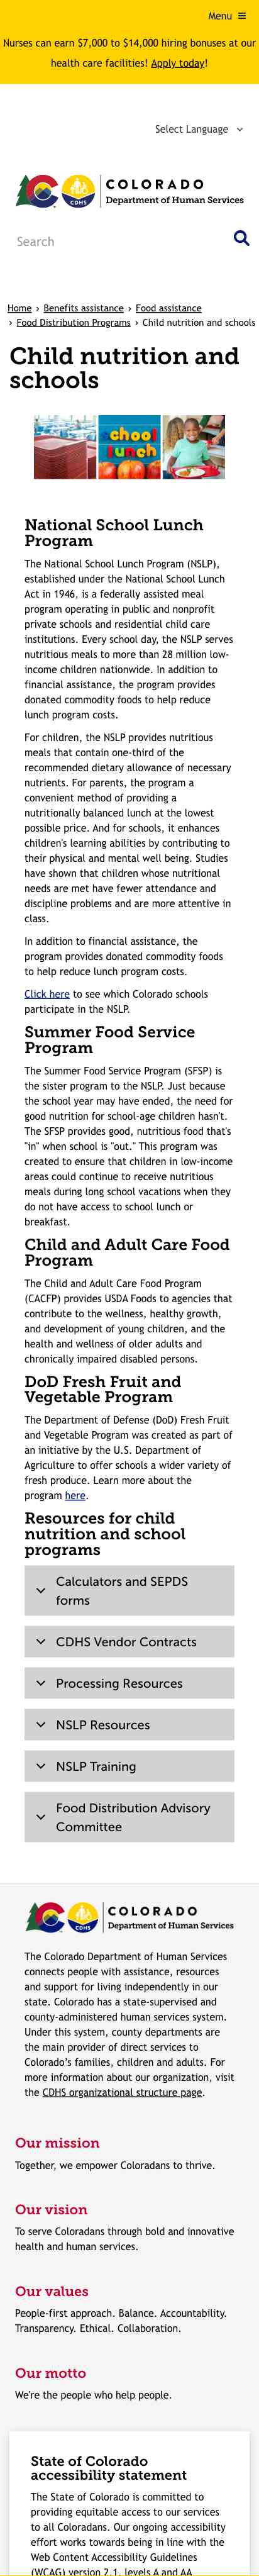 Menu ≡
Nurses can earn $7,000 to $14,000 hiring bonuses at our
health care facilities! Apply today!
Select Language
COLORADO
CDHS
Department of Human Services
Search
Home › Benefits assistance › Food assistance
› Food Distribution Programs › Child nutrition and schools
Child nutrition and
schools
school
lunch
National School Lunch
Program
The National School Lunch Program (NSLP),
established under the National School Lunch
Act in 1946, is a federally assisted meal
program operating in public and nonprofit
private schools and residential child care
institutions. Every school day, the NSLP serves
nutritious meals to more than 28 million low-
income children nationwide. In addition to
financial assistance, the program provides
donated commodity foods to help reduce
lunch program costs.
For children, the NSLP provides nutritious
meals that contain one-third of the
recommended dietary allowance of necessary
nutrients. For parents, the program a
convenient method of providing a
nutritionally balanced lunch at the lowest
possible price. And for schools, it enhances
children's learning abilities by contributing to
their physical and mental well being. Studies
have shown that children whose nutritional
needs are met have fewer attendance and
discipline problems and are more attentive in
class.
In addition to financial assistance, the
program provides donated commodity foods
to help reduce lunch program costs.
Click here to see which Colorado schools
participate in the NSLP.
Summer Food Service
Program
The Summer Food Service Program (SFSP) is
the sister program to the NSLP. Just because
the school year may have ended, the need for
good nutrition for school-age children hasn't.
The SFSP provides good, nutritious food that's
"in" when school is "out." This program was
created to ensure that children in low-income
areas could continue to receive nutritious
meals during long school vacations when they
do not have access to school lunch or
breakfast.
Child and Adult Care Food
Program
The Child and Adult Care Food Program
(CACFP) provides USDA Foods to agencies that
contribute to the wellness, healthy growth,
and development of young children, and the
health and wellness of older adults and
chronically impaired disabled persons.
DoD Fresh Fruit and
Vegetable Program
The Department of Defense (DoD) Fresh Fruit
and Vegetable Program was created as part of
an initiative by the U.S. Department of
Agriculture to offer schools a wider variety of
fresh produce. Learn more about the
program here.
Resources for child
nutrition and school
programs
Calculators and SEPDS
forms
CDHS Vendor Contracts
Processing Resources
NSLP Resources
NSLP Training
Food Distribution Advisory
Committee
COLORADO
CDHS
Department of Human Services
The Colorado Department of Human Services
connects people with assistance, resources
and support for living independently in our
state. Colorado has a state-supervised and
county-administered human services system.
Under this system, county departments are
the main provider of direct services to
Colorado's families, children and adults. For
more information about our organization, visit
the CDHS organizational structure page.
Our mission
Together, we empower Coloradans to thrive.
Our vision
To serve Coloradans through bold and innovative
health and human services.
Our values
People-first approach. Balance. Accountability.
Transparency. Ethical. Collaboration.
Our motto
We're the people who help people.
State of Colorado
accessibility statement
The State of Colorado is committed to
providing equitable access to our services
to all Coloradans. Our ongoing accessibility
effort works towards being in line with the
Web Content Accessibility Guidelines
(WCAG) version 2.1, levels A and AA